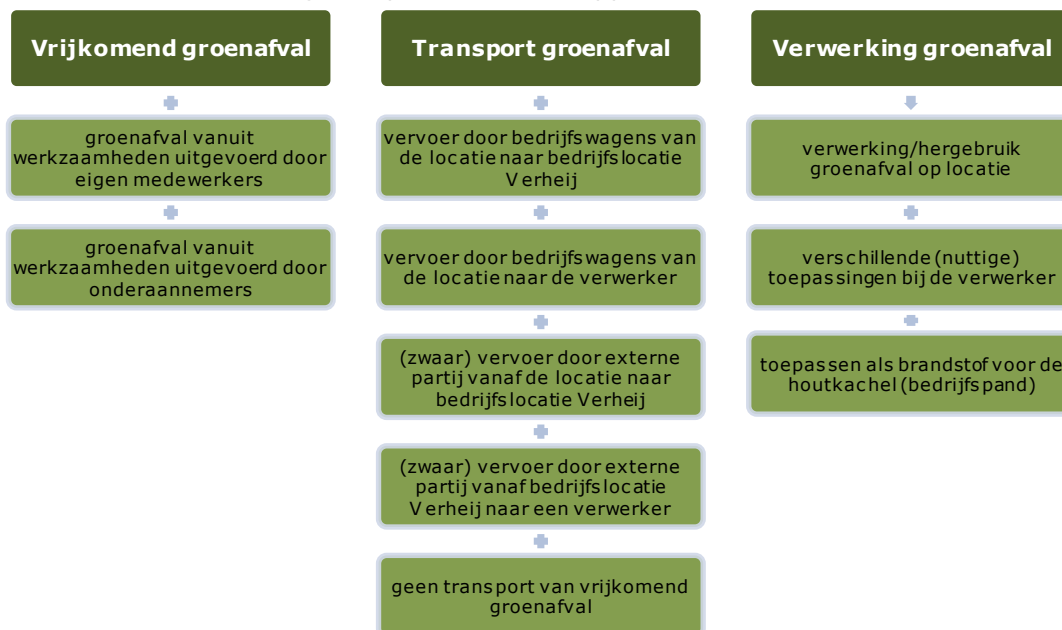 Vrijkomend groenafval
groenafval vanuit
werkzaamheden uitgevoerd door
eigen medewerkers
groenafval vanuit
werkzaamheden uitgevoerd door
onderaannemers
Transport groenafval
vervoer door bedrijfswagens van
de locatie naar bedrijfslocatie
Verheij
vervoer door bedrijfswagens van
de locatie naar de verwerker
(zwaar) vervoer door externe
partij vanaf de locatie naar
bedrijfslocatie Verheij
(zwaar) vervoer door externe
partij vanaf bedrijfslocatie
Verheij naar een verwerker
geen transport van vrijkomend
groenafval
Verwerking groenafval
verwerking/hergebruik
groenafval op locatie
verschillende (nuttige)
toepassingen bij de verwerker
toepassen als brandstof voor de
houtkachel (bedrijfspand)